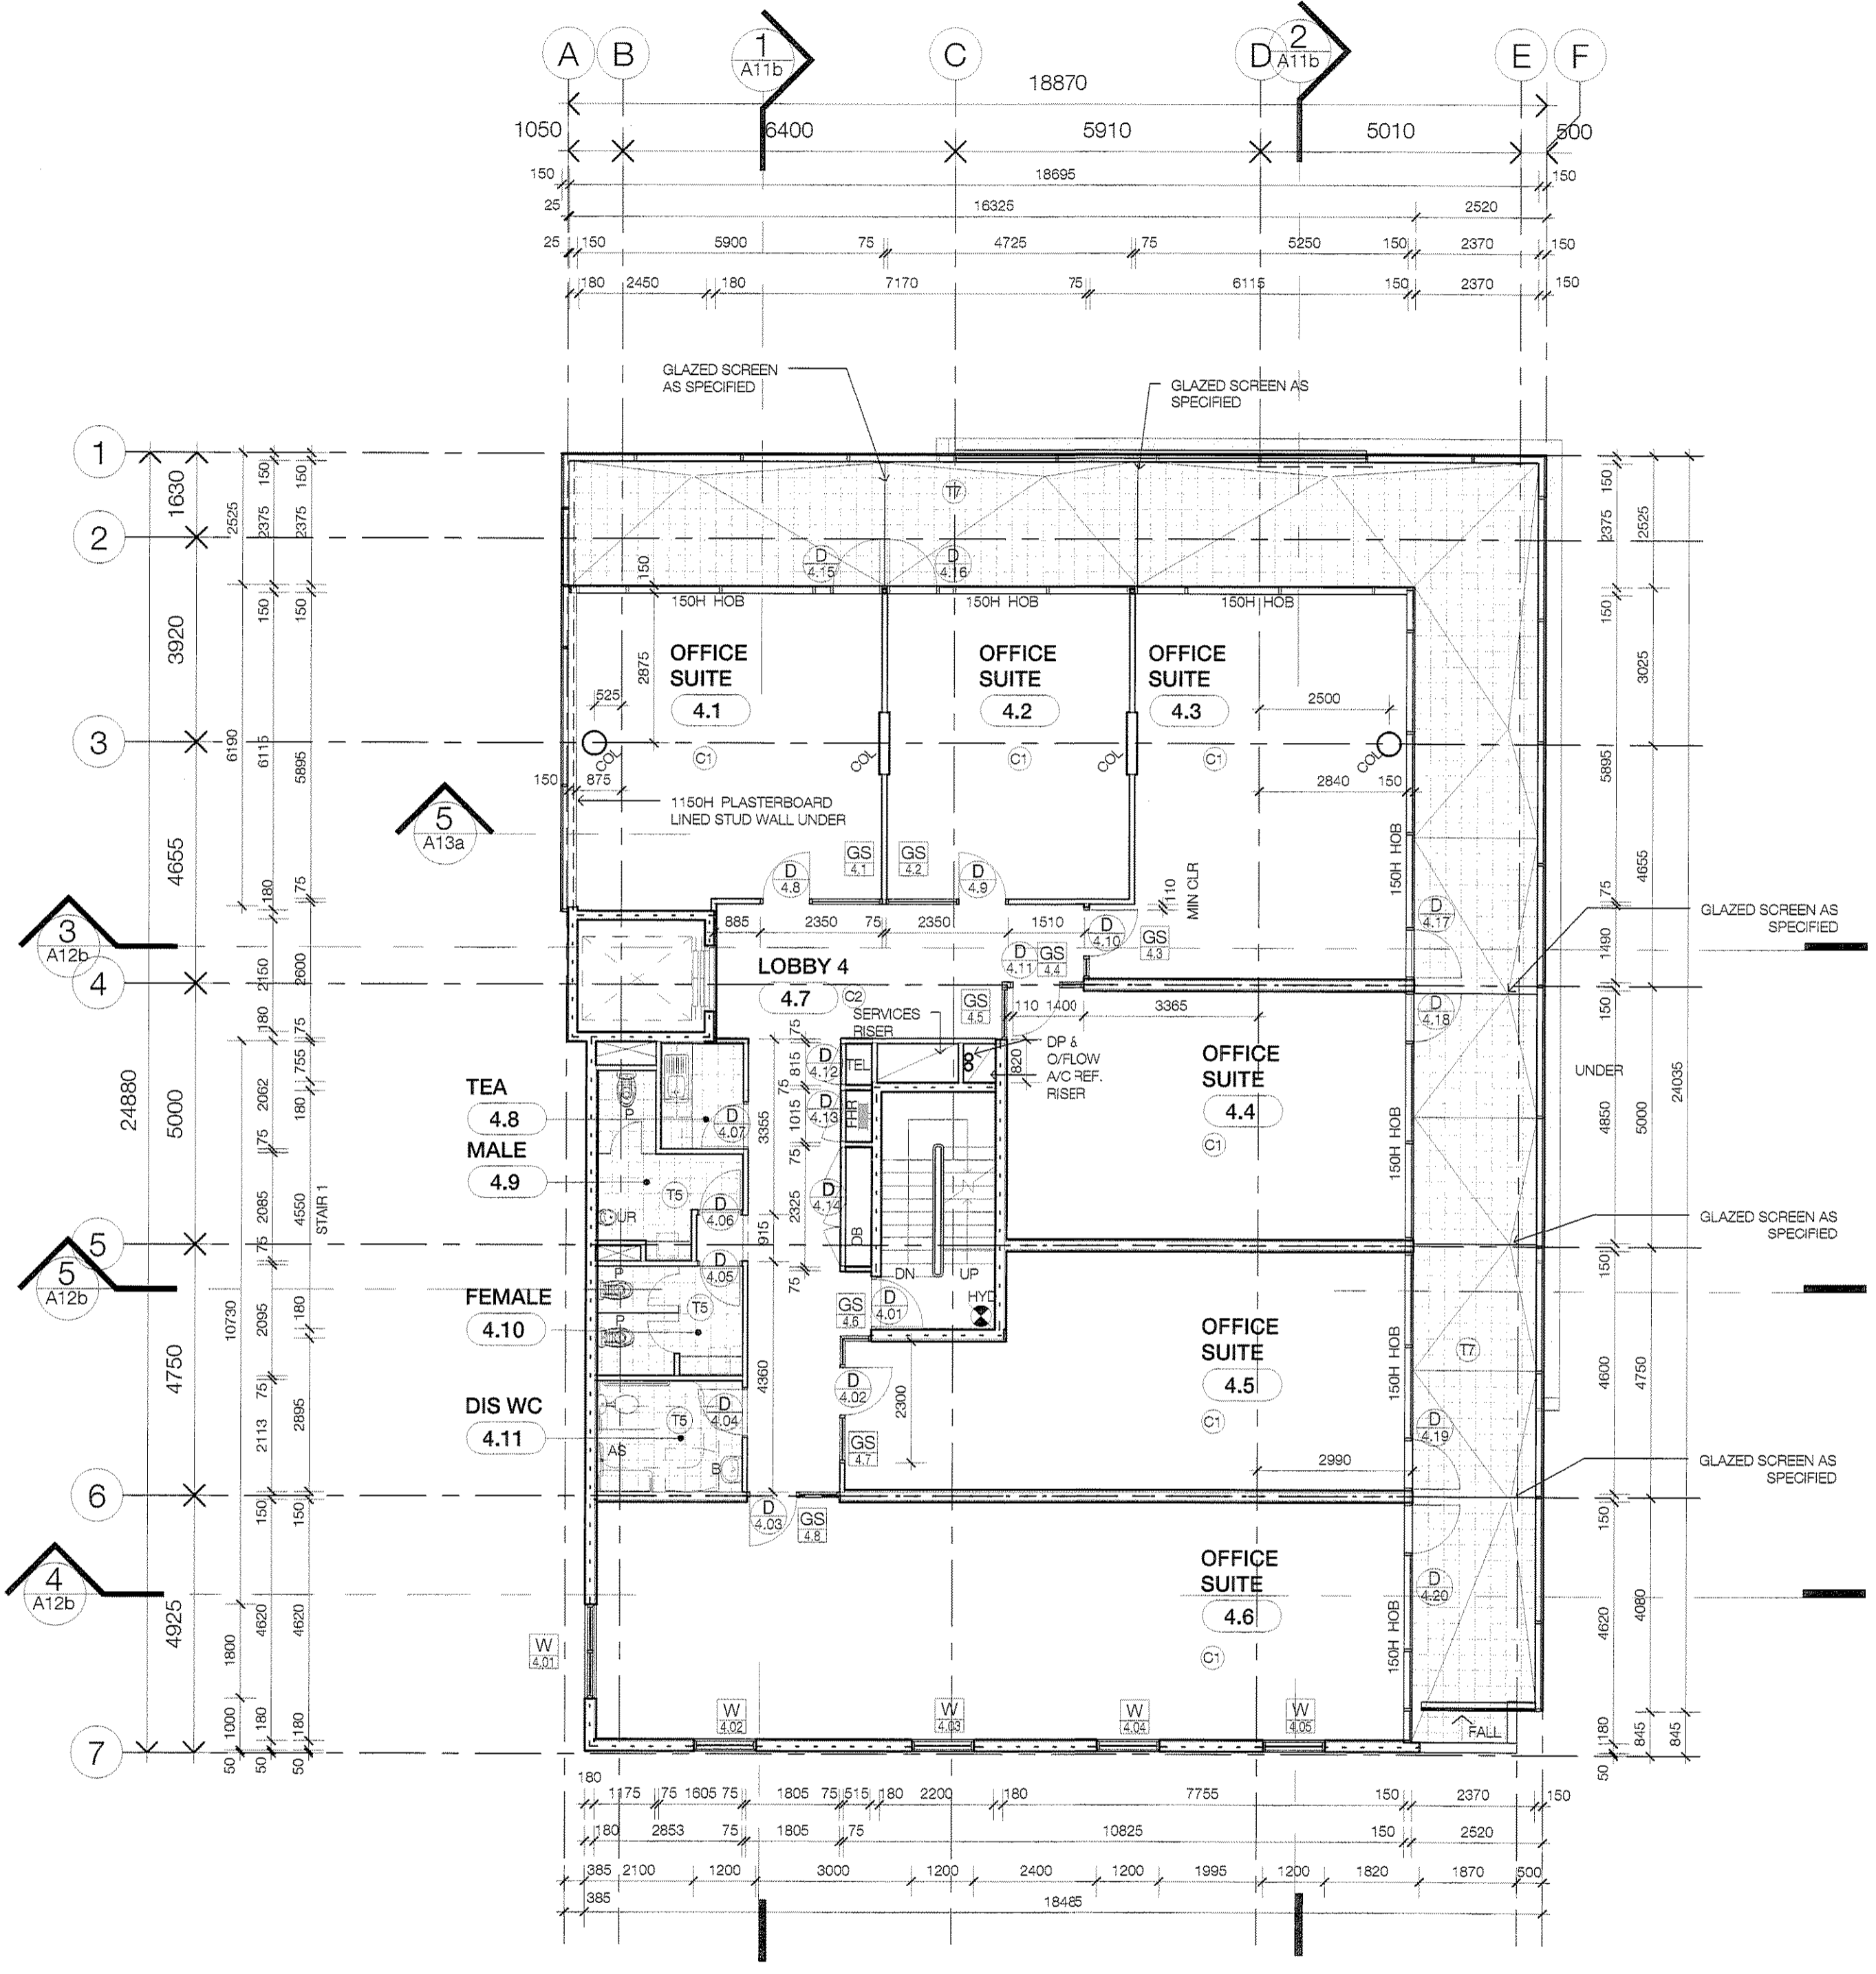 A B 1 C D 2 E F
A11b A11b
18870
1050 6400 5910 5010 500
150 18695 150
25 16325 2520
25 150 5900 75 4725 75 5250 150 2370 150
180 2450 180 7170 75 6115 150 2370 150
GLAZED SCREEN
AS SPECIFIED
GLAZED SCREEN AS
SPECIFIED
1
2
3
4
5
6
7
24880
1630
3920
4655
5000
4750
4925
2525
6190
10730
1800
1000
50
150
2375
150
6115
180
2150
180
2062
75
2085
75
2095
75
2113
150
4620
180
50
150
2375
150
5895
75
2600
75
755
180
4550
180
2895
150
4620
180
50
STAIR 1
5
A13a
3
A12b
5
A12b
4
A12b
T7
D
4.15
D
4.16
150
150H HOB
150H HOB
150H HOB
OFFICE
SUITE
4.1
OFFICE
SUITE
4.2
OFFICE
SUITE
4.3
2875
525
2500
COL
C1
COL
C1
COL
C1
COL
150 875
2840 150
1150H PLASTERBOARD
LINED STUD WALL UNDER
D
4.8
GS
4.1
GS
4.2
D
4.9
110
MIN CLR
150H HOB
D
4.17
885 2350 75 2350 1510
D
4.10
GS
4.3
D
4.11
GS
4.4
LOBBY 4
4.7
C2
SERVICES
RISER
GS
4.5
110 1400 3365
D
4.18
DP &
O/FLOW
A/C REF.
RISER
820
TEA
4.8
MALE
4.9
FEMALE
4.10
DIS WC
4.11
P
D
4.07
T5
D
4.06
UR
D
4.05
P
T5
P
D
4.04
T5
AS
B
3355
915
4360
75
815
75
1015
75
2325
75
D
4.12
TEL
D
4.13
FHR
D
4.14
DB
DN UP
HYD
GS
4.6
D
4.01
D
4.02
2300
GS
4.7
D
4.03
GS
4.8
OFFICE
SUITE
4.4
C1
150H HOB
OFFICE
SUITE
4.5
C1
150H HOB
T7
D
4.19
2990
OFFICE
SUITE
4.6
C1
150H HOB
D
4.20
FALL
W
4.01
W
4.02
W
4.03
W
4.04
W
4.05
150
2375
150
5895
75
1490
150
4850
150
4600
150
4620
180
50
2525
3025
4655
5000
4750
4080
845
24035
845
UNDER
GLAZED SCREEN AS
SPECIFIED
GLAZED SCREEN AS
SPECIFIED
GLAZED SCREEN AS
SPECIFIED
180 1175 75 1605 75 1805 75 515 180 2200 180 7755 150 2370 150
180 2853 75 1805 75 10825 150 2520
385 2100 1200 3000 1200 2400 1200 1995 1200 1820 1870 500
385 18485